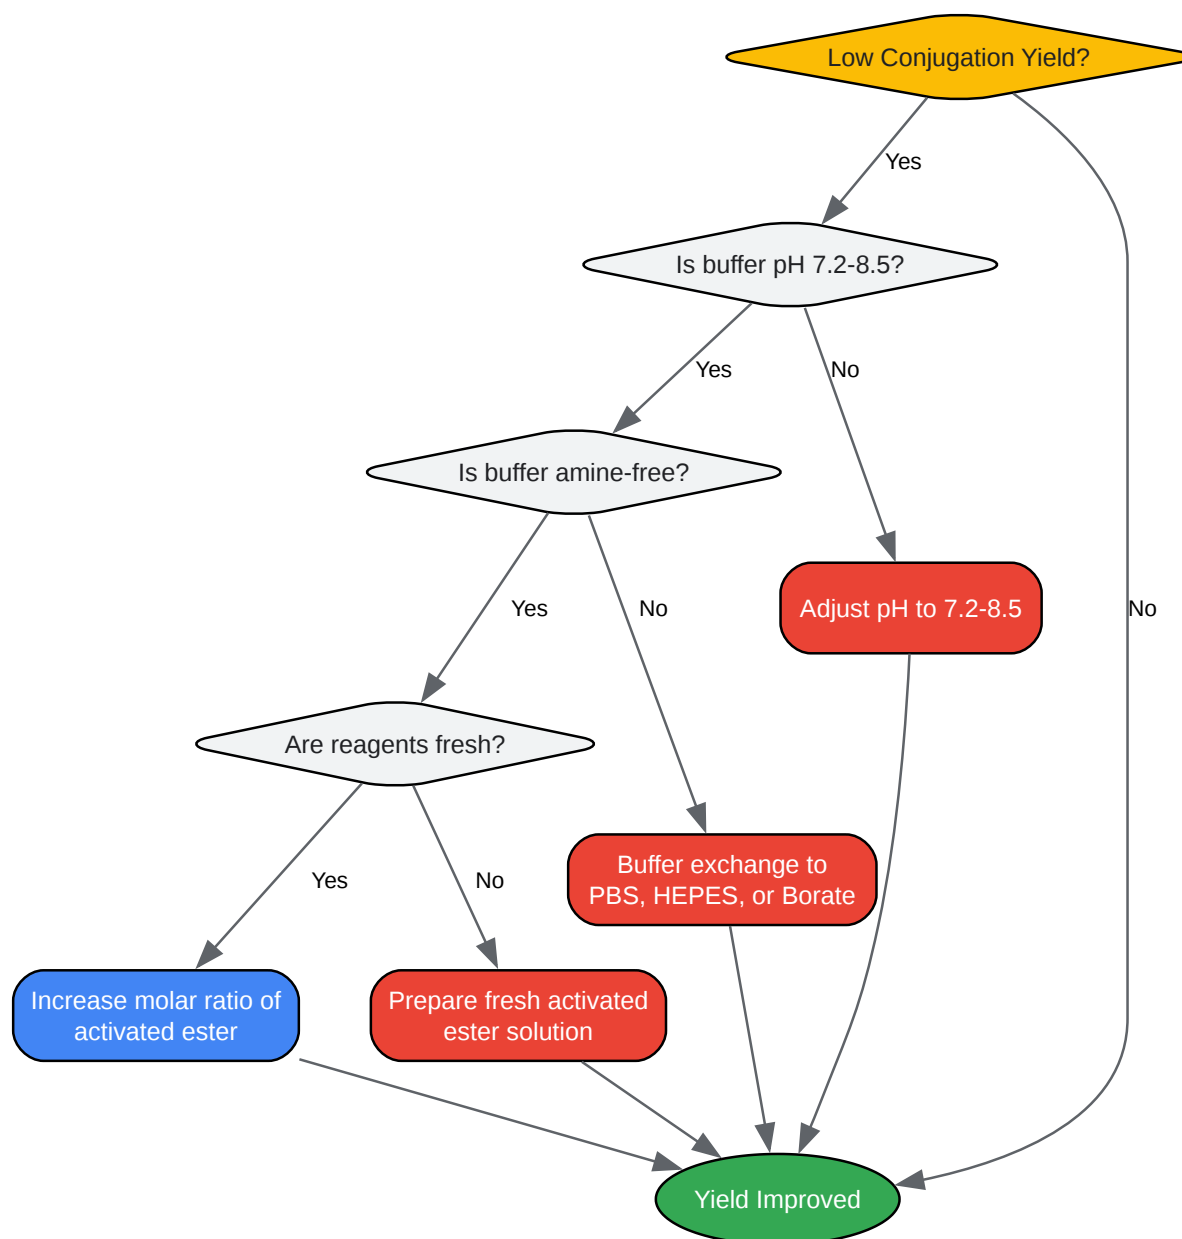 Low Conjugation Yield?
Yes
Is buffer pH 7.2-8.5?
Yes
No
Is buffer amine-free?
Yes
No
Adjust pH to 7.2-8.5
No
Are reagents fresh?
Yes
No
Buffer exchange to
PBS, HEPES, or Borate
Increase molar ratio of
activated ester
Prepare fresh activated
ester solution
Yield Improved